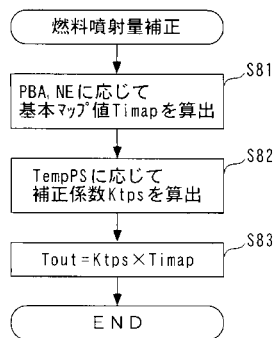 燃料噴射量補正
S81
PBA, NEに応じて
基本マップ値Timapを算出
S82
TempPSに応じて
補正係数Ktpsを算出
S83
Tout=Ktps×Timap
END